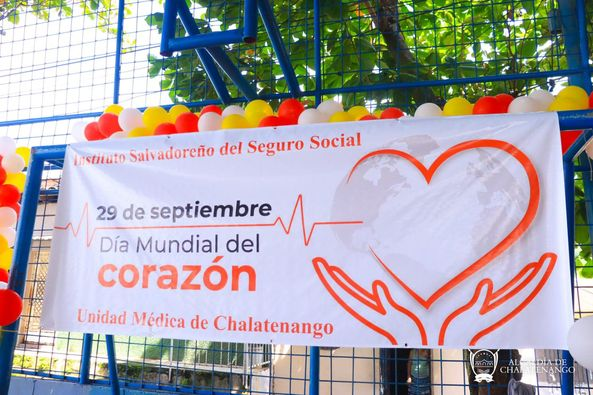 Instituto Salvadoreño del Seguro Social
29 de septiembre
Día Mundial del
corazón
Unidad Médica de Chalatenango
ALCALDÍA DE
CHALATENANGO